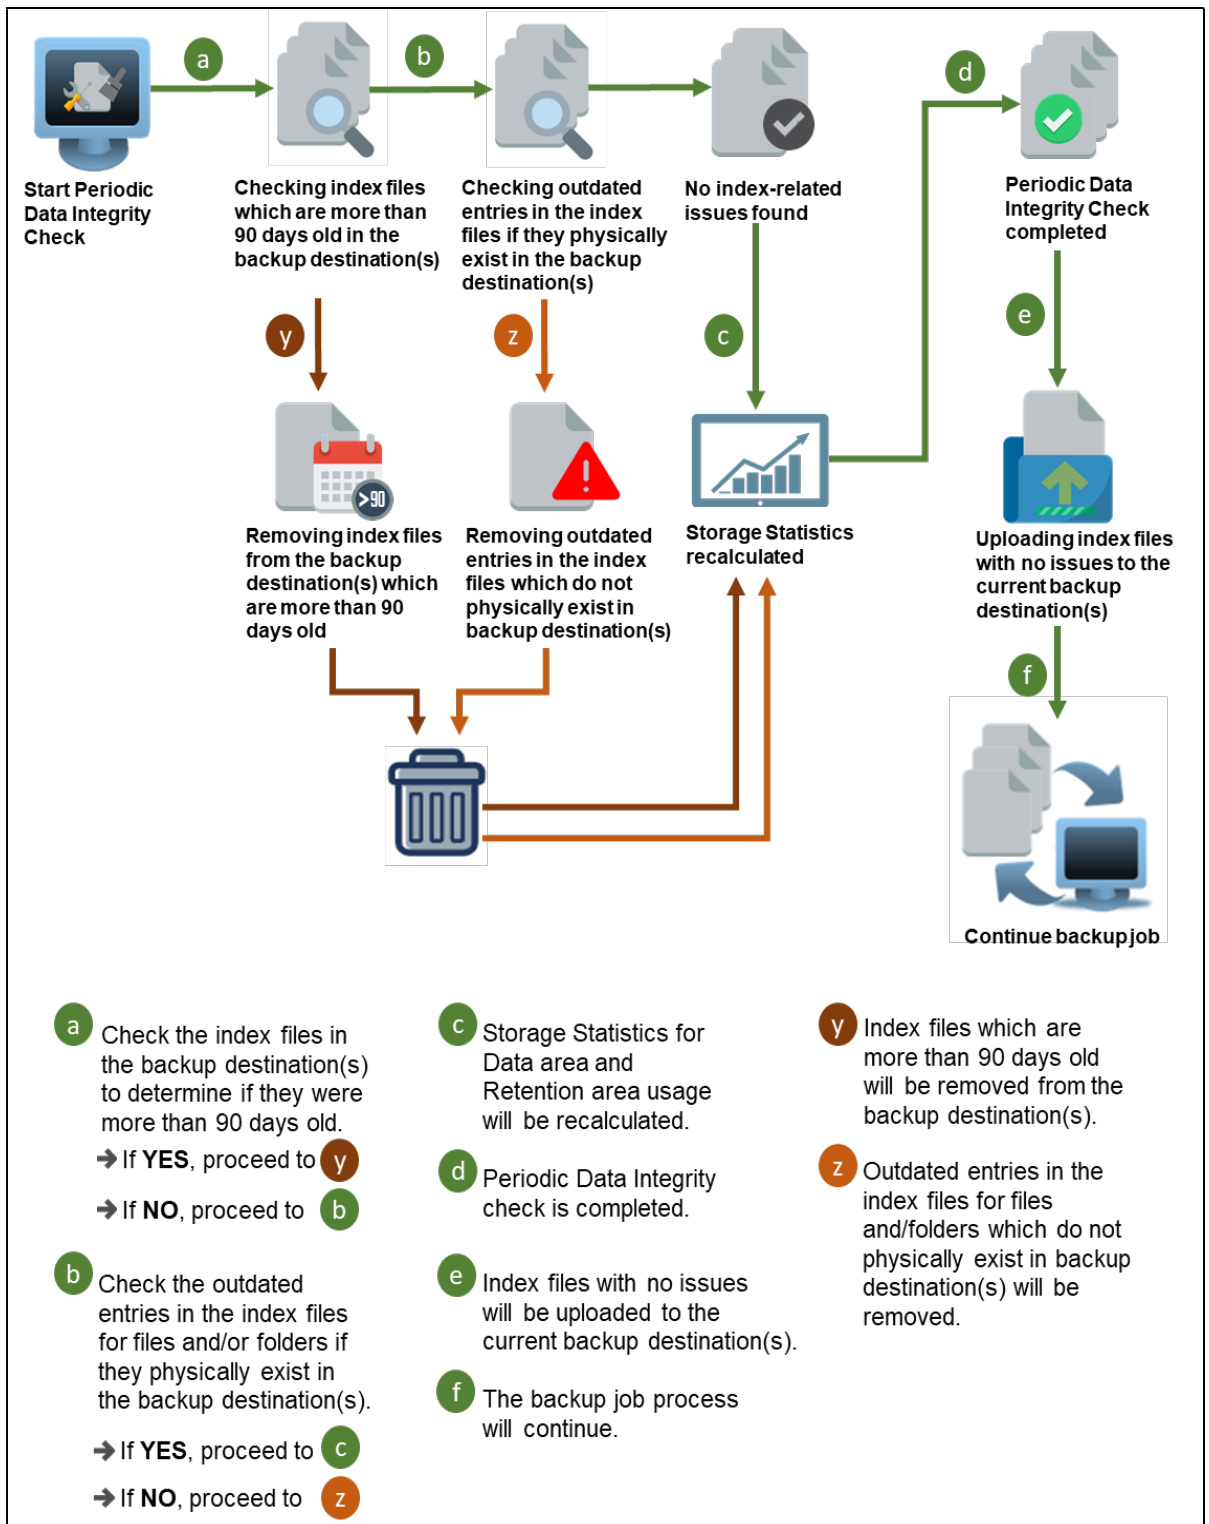 a
b
d
Start Periodic
Data Integrity
Check
Checking index files
which are more than
90 days old in the
backup destination(s)
Checking outdated
entries in the index
files if they physically
exist in the backup
destination(s)
No index-related
issues found
Periodic Data
Integrity Check
completed
y
z
c
e
>90
Removing index files
from the backup
destination(s) which
are more than 90
days old
Removing outdated
entries in the index
files which do not
physically exist in
backup destination(s)
Storage Statistics
recalculated
Uploading index files
with no issues to the
current backup
destination(s)
f
Continue backup job
a Check the index files in
the backup destination(s)
to determine if they were
more than 90 days old.
➔ If YES, proceed to y
➔ If NO, proceed to b
b Check the outdated
entries in the index files
for files and/or folders if
they physically exist in
the backup destination(s).
➔ If YES, proceed to c
➔ If NO, proceed to z
c Storage Statistics for
Data area and
Retention area usage
will be recalculated.
d Periodic Data Integrity
check is completed.
e Index files with no issues
will be uploaded to the
current backup destination(s).
f The backup job process
will continue.
y Index files which are
more than 90 days old
will be removed from the
backup destination(s).
z Outdated entries in the
index files for files
and/folders which do not
physically exist in backup
destination(s) will be
removed.